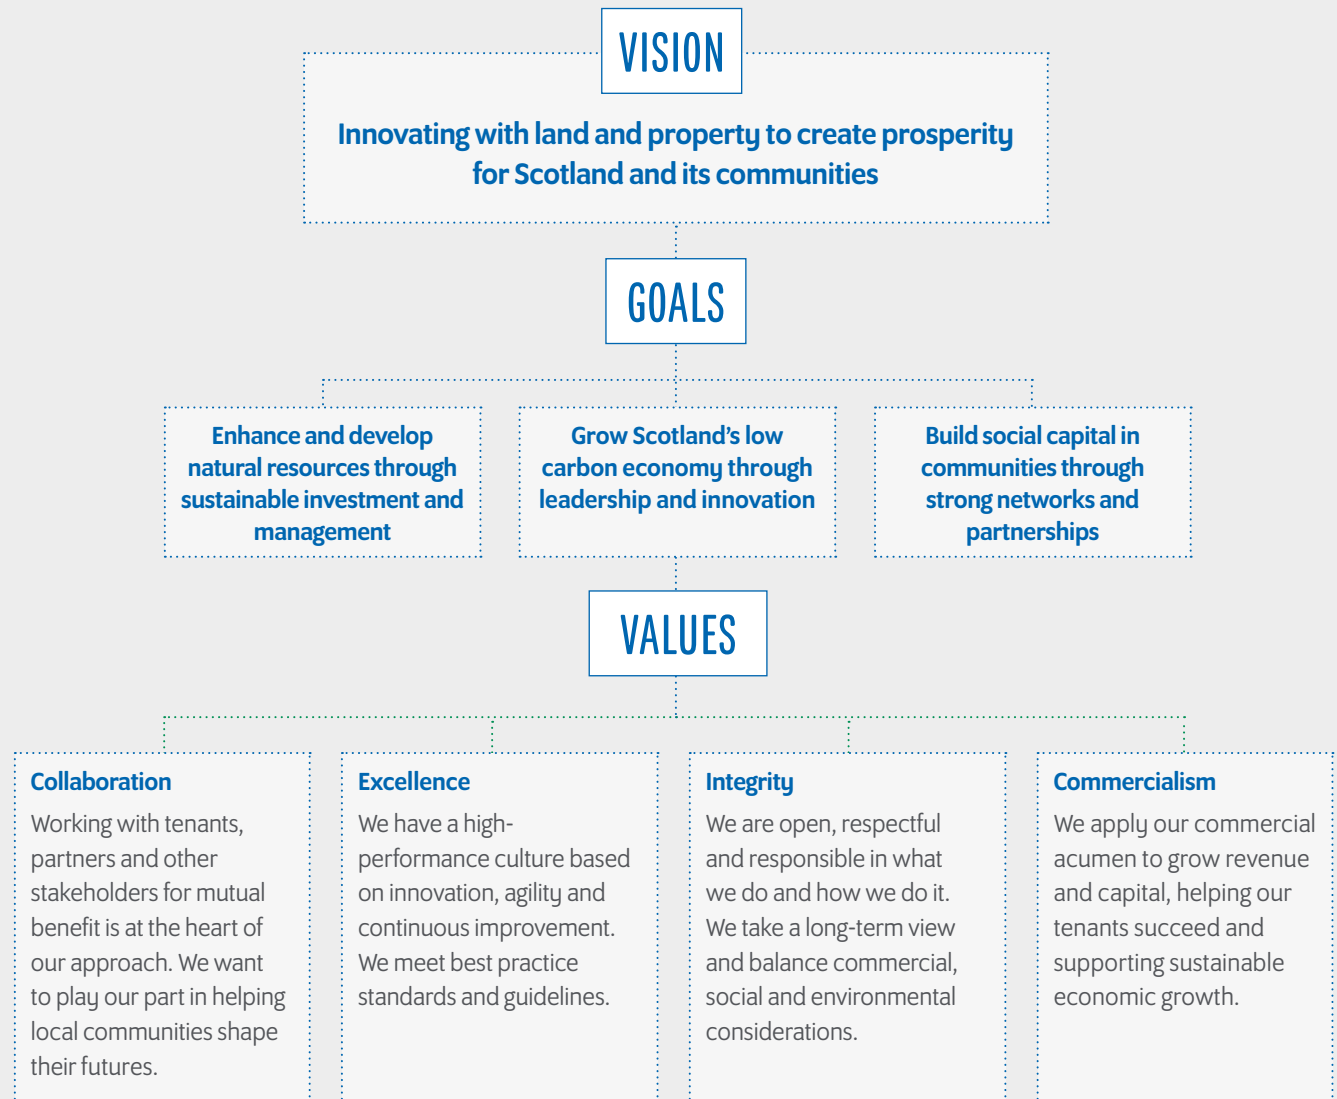 VISION
Innovating with land and property to create prosperity
for Scotland and its communities
GOALS
Enhance and develop
natural resources through
sustainable investment and
management
Grow Scotland's low
carbon economy through
leadership and innovation
Build social capital in
communities through
strong networks and
partnerships
VALUES
Collaboration
Working with tenants,
partners and other
stakeholders for mutual
benefit is at the heart of
our approach. We want
to play our part in helping
local communities shape
their futures.
Excellence
We have a high-
performance culture based
on innovation, agility and
continuous improvement.
We meet best practice
standards and guidelines.
Integrity
We are open, respectful
and responsible in what
we do and how we do it.
We take a long-term view
and balance commercial,
social and environmental
considerations.
Commercialism
We apply our commercial
acumen to grow revenue
and capital, helping our
tenants succeed and
supporting sustainable
economic growth.